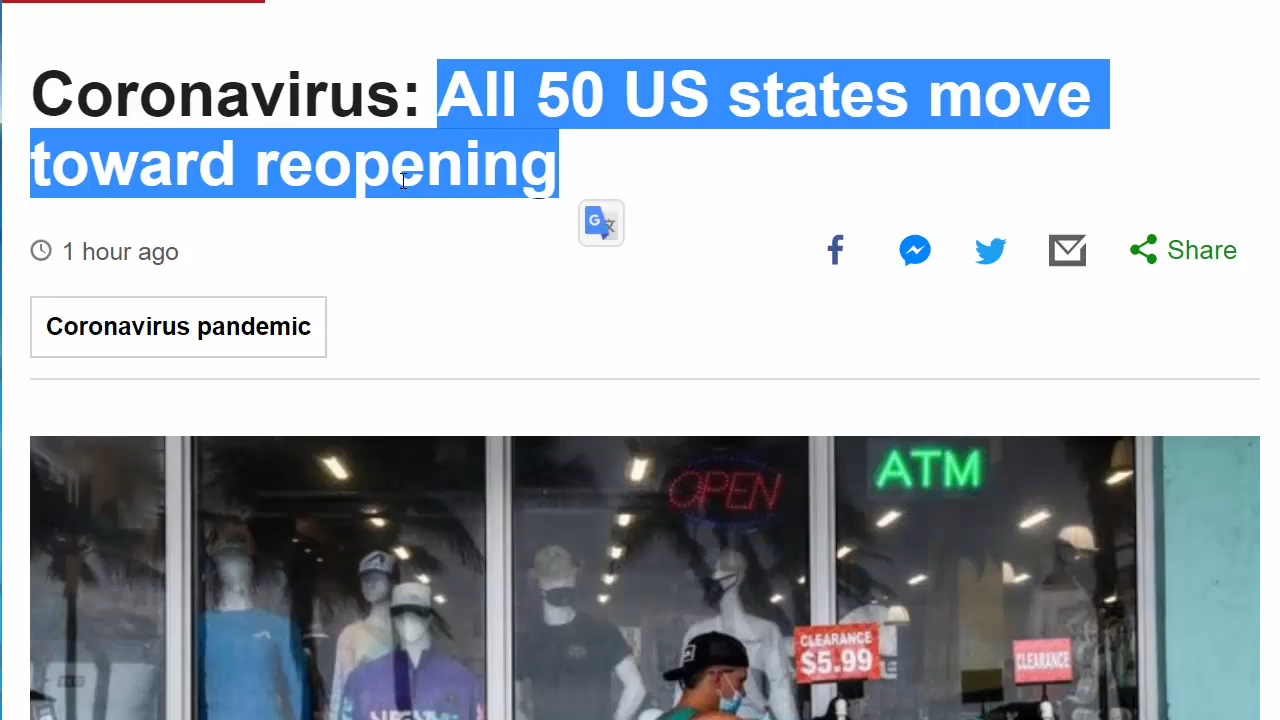 Coronavirus: All 50 US states move
toward reopening
1 hour ago
Share
Coronavirus pandemic
OPEN
ATM
CLEARANCE
$5.99
CLEARANCE